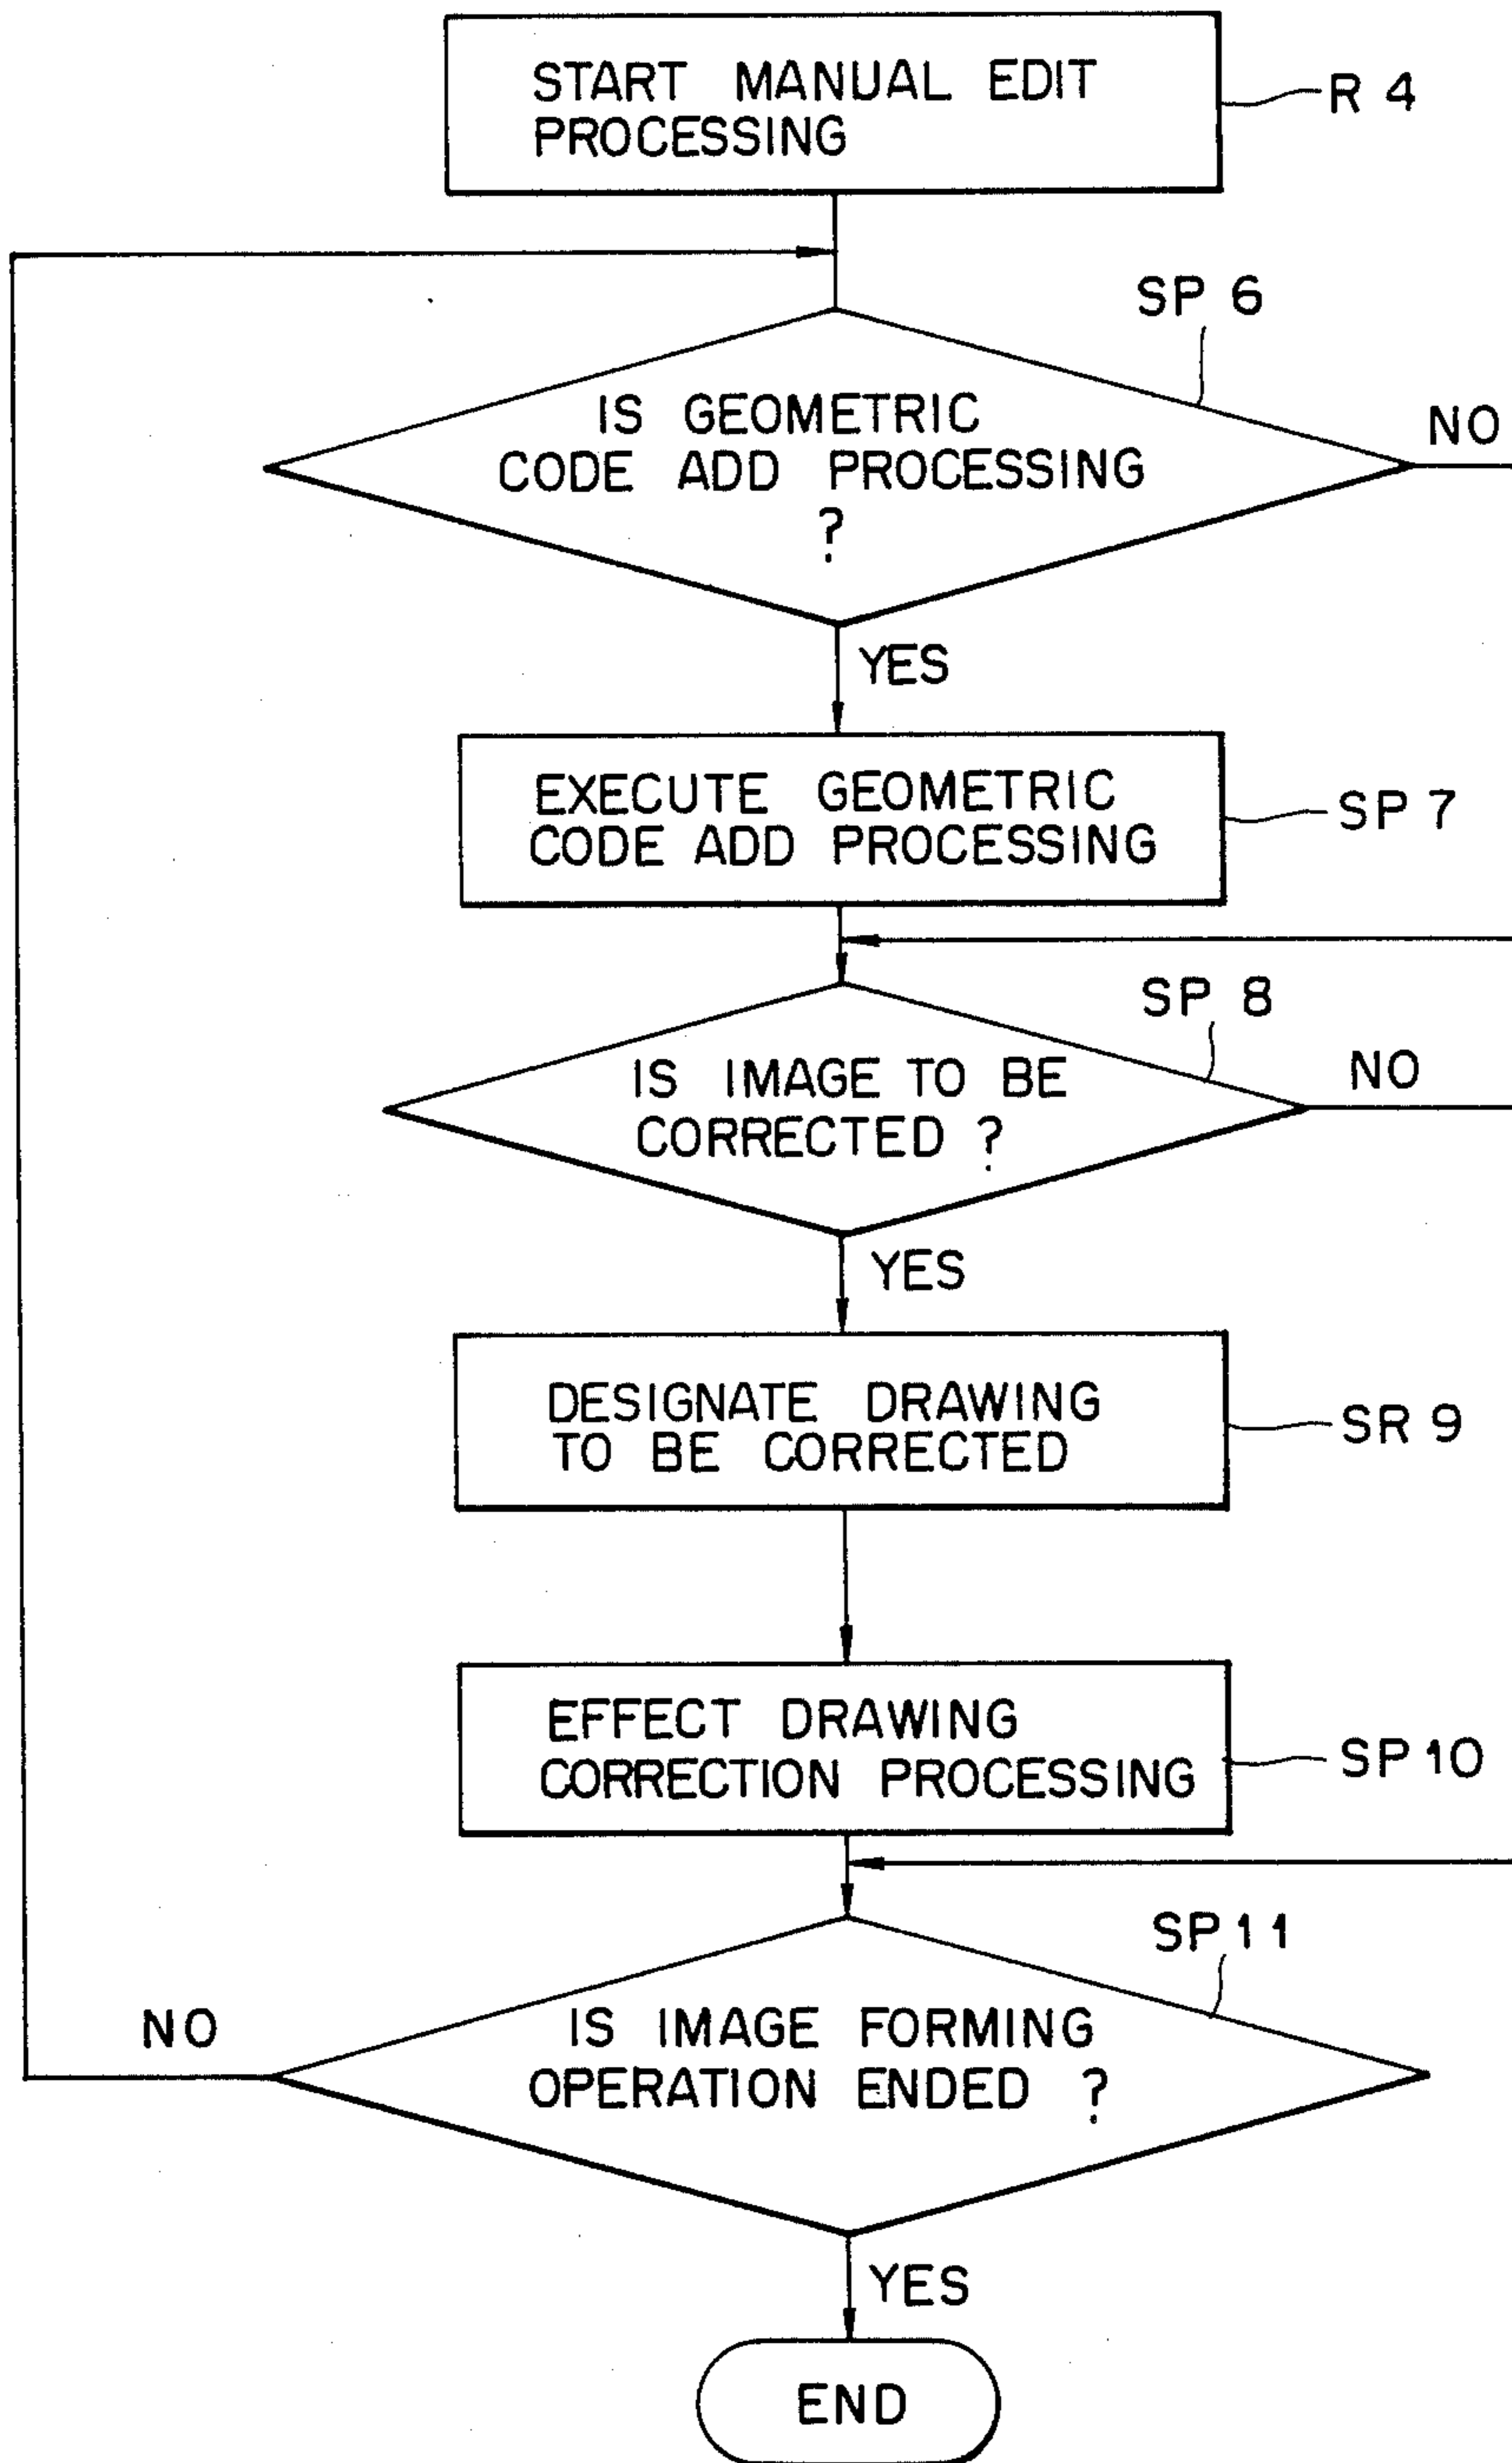 START MANUAL EDIT
PROCESSING
R 4
SP 6
IS GEOMETRIC
CODE ADD PROCESSING
?
NO
YES
EXECUTE GEOMETRIC
CODE ADD PROCESSING
SP 7
SP 8
IS IMAGE TO BE
CORRECTED ?
NO
YES
DESIGNATE DRAWING
TO BE CORRECTED
SR 9
EFFECT DRAWING
CORRECTION PROCESSING
SP 10
SP 11
IS IMAGE FORMING
OPERATION ENDED ?
NO
YES
END